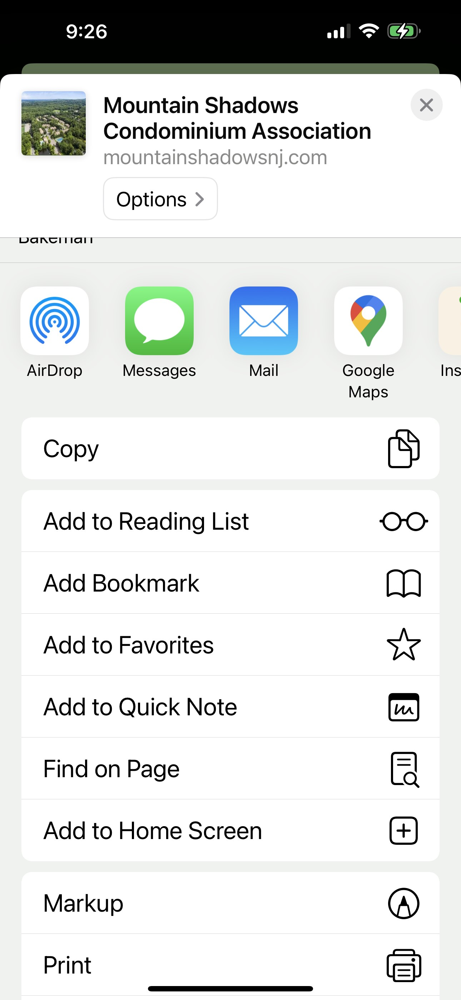 9:26
Mountain Shadows
Condominium Association
mountainshadowsnj.com
Options
Bakeman
AirDrop
Messages
Mail
Google
Maps
Ins
Copy
Add to Reading List
Add Bookmark
Add to Favorites
Add to Quick Note
Find on Page
Add to Home Screen
Markup
Print